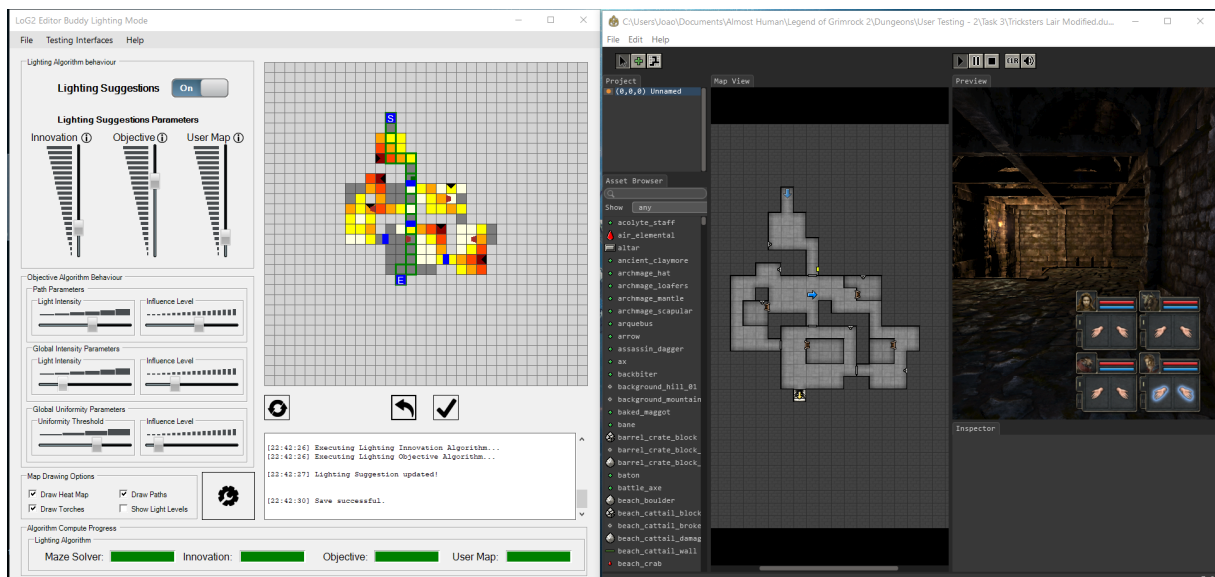 LoG2 Editor Buddy Lighting Mode
File Testing Interfaces Help
Lighting Algorithm behaviour
Lighting Suggestions On
Lighting Suggestions Parameters
Innovation Objective User Map
Objective Algorithm Behaviour
Path Parameters
Light Intensity Influence Level
Global Intensity Parameters
Light Intensity Influence Level
Global Uniformity Parameters
Uniformity Threshold Influence Level
Map Drawing Options
Draw Heat Map Draw Paths
Draw Torches Show Light Levels
S
E
[22:42:26] Executing Lighting Innovation Algorithm...
[22:42:26] Executing Lighting Objective Algorithm...
[22:42:27] Lighting Suggestion updated!
[22:42:30] Save successful.
Algorithm Compute Progress
Lighting Algorithm
Maze Solver: Innovation: Objective: User Map:
C:\Users\Joao\Documents\Almost Human\Legend of Grimrock 2\Dungeons\User Testing - 2\Task 3\Tricksters Lair Modified.du...
File Edit Help
CLR
Project
(0,0,0) Unnamed
Map View
Preview
Asset Browser
Show any
acolyte_staff
air_elemental
altar
ancient_claymore
archmage_hat
archmage_loafers
archmage_mantle
archmage_scapular
arquebus
arrow
assassin_dagger
ax
backbiter
background_hill_01
background_mountain
baked_maggot
bane
barrel_crate_block
barrel_crate_block_
barrel_crate_block_
baton
battle_axe
beach_boulder
beach_cattail_block
beach_cattail_broke
beach_cattail_damag
beach_cattail_wall
beach_crab
Inspector